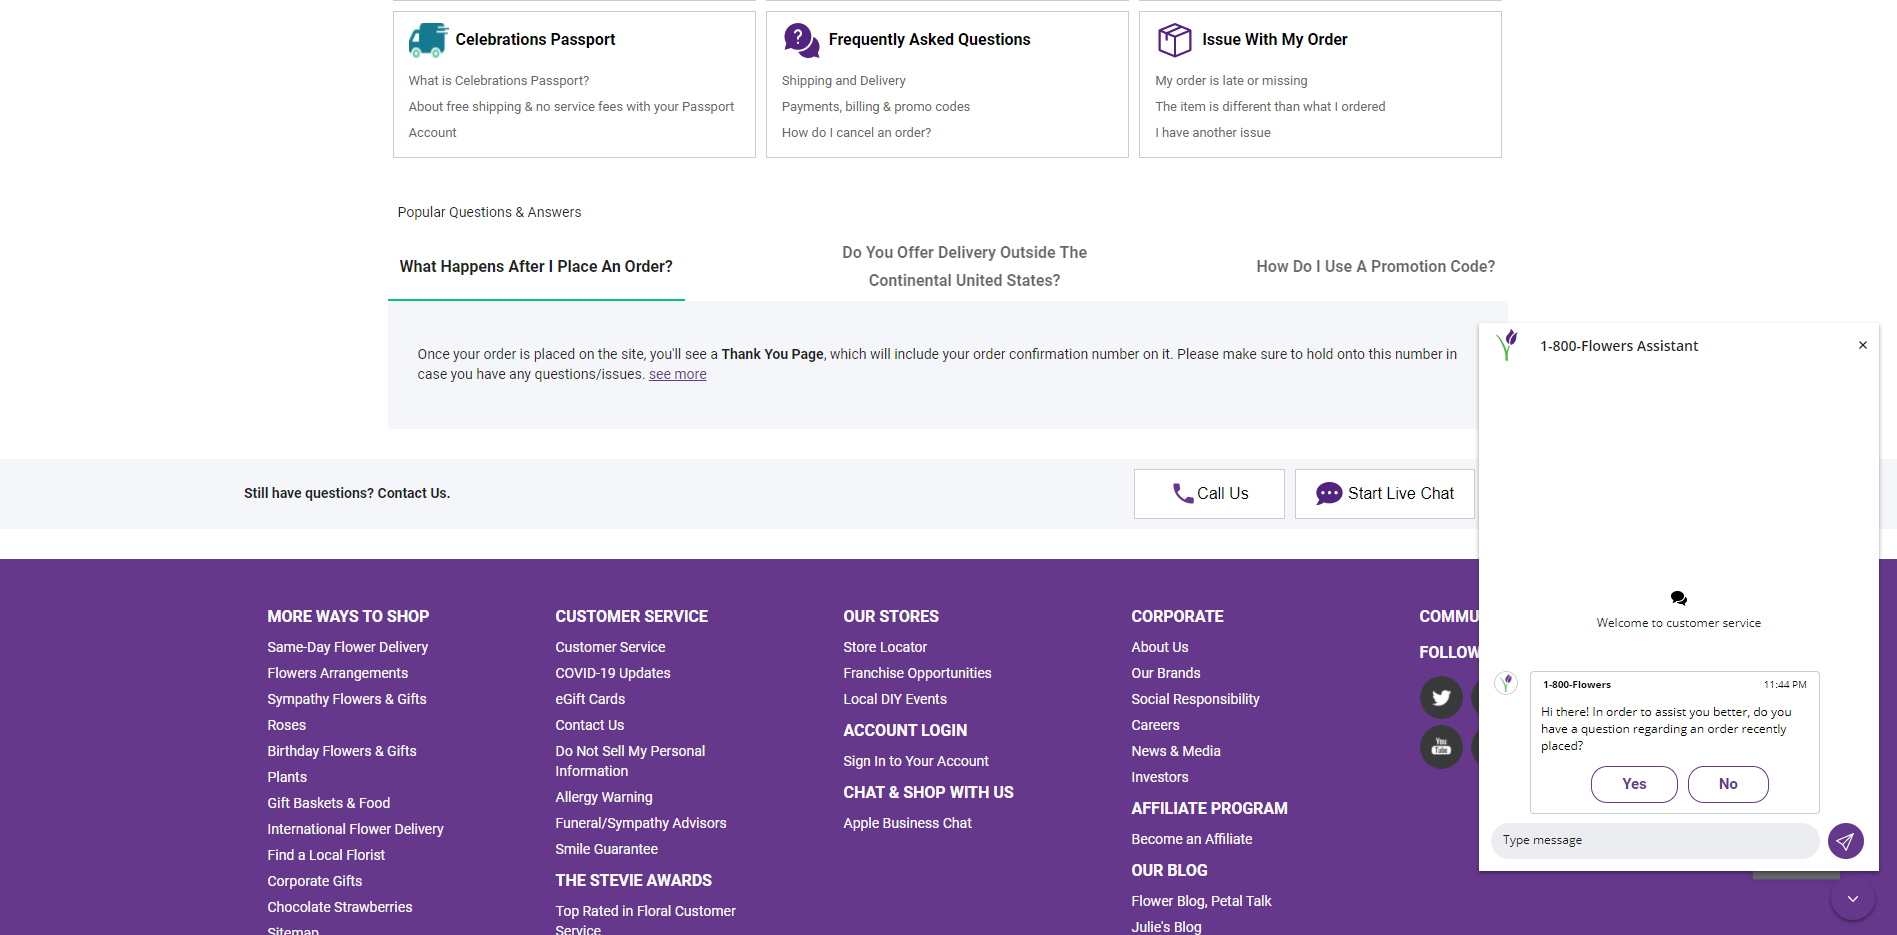 Celebrations Passport
What is Celebrations Passport?
About free shipping & no service fees with your Passport
Account
Frequently Asked Questions
Shipping and Delivery
Payments, billing & promo codes
How do I cancel an order?
Issue With My Order
My order is late or missing
The item is different than what I ordered
I have another issue
Popular Questions & Answers
What Happens After I Place An Order?
Do You Offer Delivery Outside The
Continental United States?
How Do I Use A Promotion Code?
Once your order is placed on the site, you'll see a Thank You Page, which will include your order confirmation number on it. Please make sure to hold onto this number in
case you have any questions/issues. see more
Still have questions? Contact Us.
Call Us
Start Live Chat
MORE WAYS TO SHOP
Same-Day Flower Delivery
Flowers Arrangements
Sympathy Flowers & Gifts
Roses
Birthday Flowers & Gifts
Plants
Gift Baskets & Food
International Flower Delivery
Find a Local Florist
Corporate Gifts
Chocolate Strawberries
Sitemap
CUSTOMER SERVICE
Customer Service
COVID-19 Updates
eGift Cards
Contact Us
Do Not Sell My Personal
Information
Allergy Warning
Funeral/Sympathy Advisors
Smile Guarantee
THE STEVIE AWARDS
Top Rated in Floral Customer
Service
OUR STORES
Store Locator
Franchise Opportunities
Local DIY Events
ACCOUNT LOGIN
Sign In to Your Account
CHAT & SHOP WITH US
Apple Business Chat
CORPORATE
About Us
Our Brands
Social Responsibility
Careers
News & Media
Investors
AFFILIATE PROGRAM
Become an Affiliate
OUR BLOG
Flower Blog, Petal Talk
Julie's Blog
COMMU
FOLLOW
You
Tube
1-800-Flowers Assistant
×
Welcome to customer service
1-800-Flowers 11:44 PM
Hi there! In order to assist you better, do you
have a question regarding an order recently
placed?
Yes
No
Type message